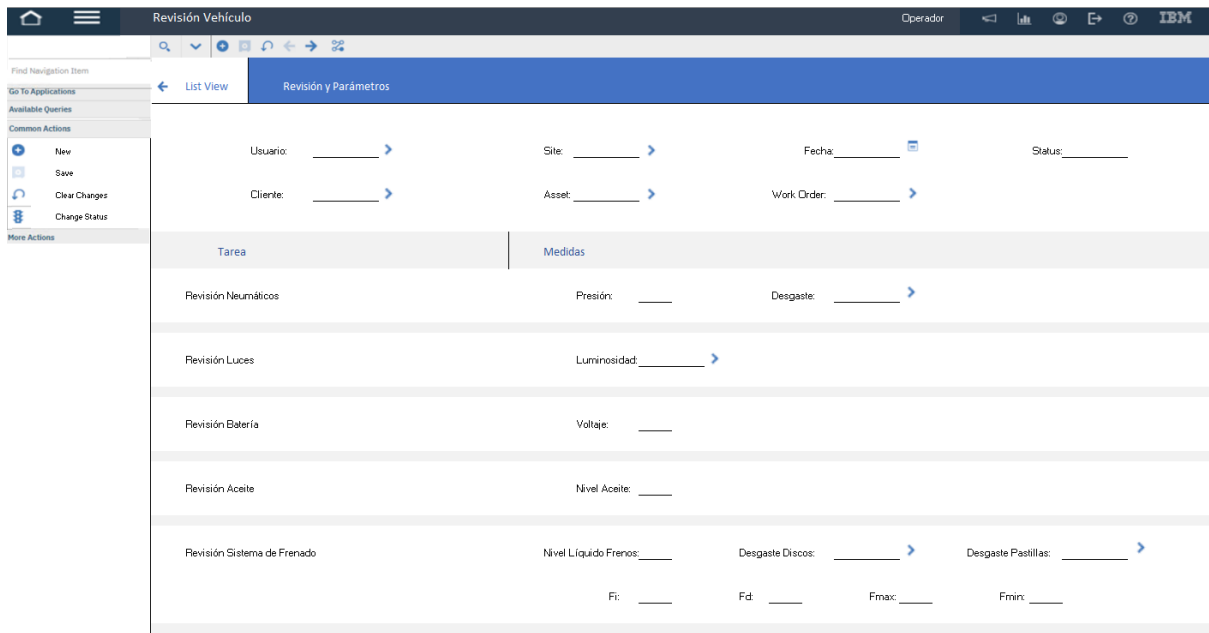 Revisión Vehículo Operador IBM
Find Navigation Item
Go To Applications
Available Queries
Common Actions
New
Save
Clear Changes
Change Status
More Actions
List View Revisión y Parámetros
Usuario: Site: Fecha: Status:
Cliente: Asset: Work Order:
Tarea Medidas
Revisión Neumáticos Presión: Desgaste:
Revisión Luces Luminosidad:
Revisión Batería Voltaje:
Revisión Aceite Nivel Aceite:
Revisión Sistema de Frenado Nivel Líquido Frenos: Desgaste Discos: Desgaste Pastillas:
Fi: Fd: Fmax: Fmin: